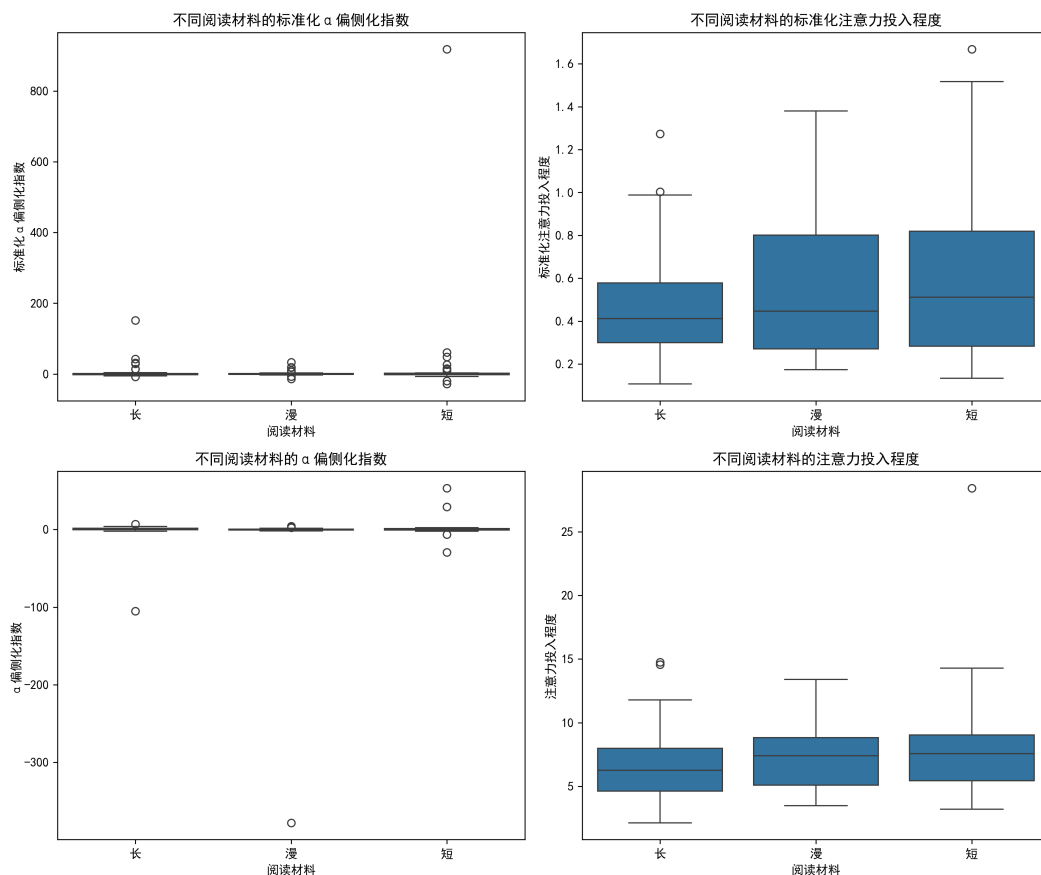 不同阅读材料的标准化 α 偏侧化指数
标准化 α 偏侧化指数
800
600
400
200
0
长
漫
短
阅读材料
不同阅读材料的标准化注意力投入程度
标准化注意力投入程度
1.6
1.4
1.2
1.0
0.8
0.6
0.4
0.2
长
漫
短
阅读材料
不同阅读材料的 α 偏侧化指数
α 偏侧化指数
0
−100
−200
−300
长
漫
短
阅读材料
不同阅读材料的注意力投入程度
注意力投入程度
25
20
15
10
5
长
漫
短
阅读材料